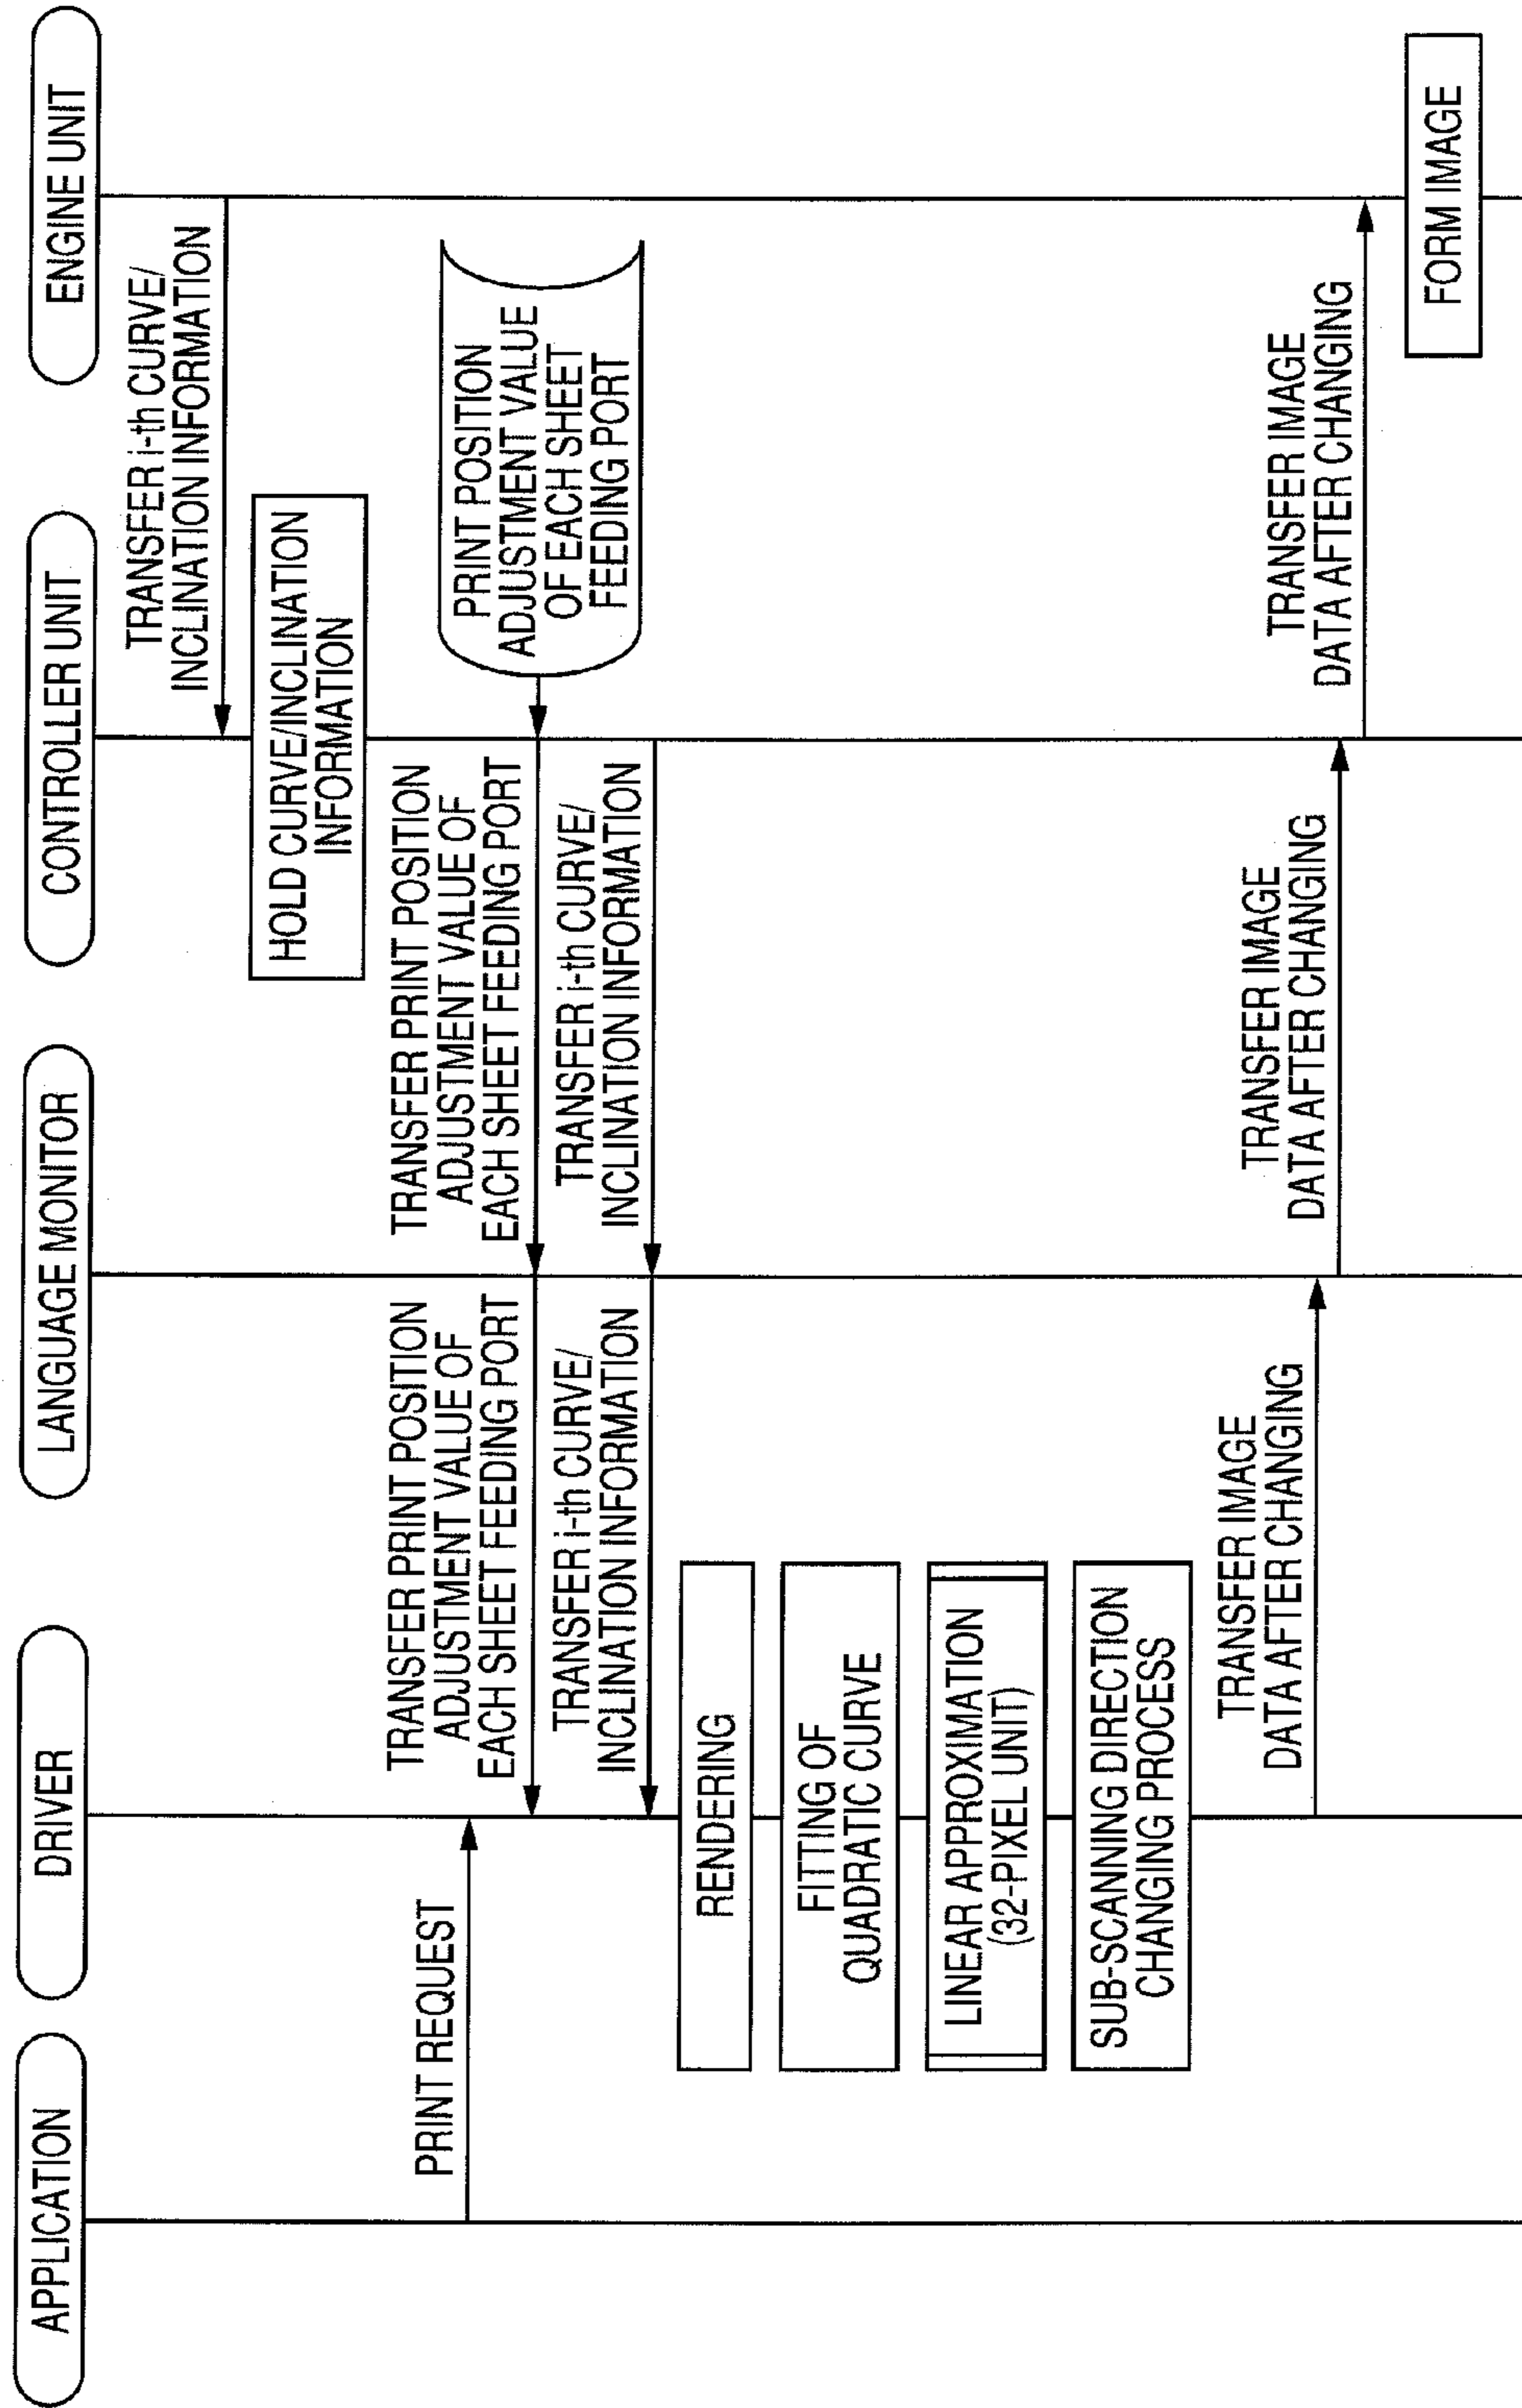 APPLICATION
DRIVER
LANGUAGE MONITOR
CONTROLLER UNIT
ENGINE UNIT
TRANSFER i-th CURVE/
INCLINATION INFORMATION
HOLD CURVE/INCLINATION
INFORMATION
PRINT REQUEST
PRINT POSITION
ADJUSTMENT VALUE
OF EACH SHEET
FEEDING PORT
TRANSFER PRINT POSITION
ADJUSTMENT VALUE OF
EACH SHEET FEEDING PORT
TRANSFER PRINT POSITION
ADJUSTMENT VALUE OF
EACH SHEET FEEDING PORT
TRANSFER i-th CURVE/
INCLINATION INFORMATION
TRANSFER i-th CURVE/
INCLINATION INFORMATION
RENDERING
FITTING OF
QUADRATIC CURVE
LINEAR APPROXIMATION
(32-PIXEL UNIT)
SUB-SCANNING DIRECTION
CHANGING PROCESS
TRANSFER IMAGE
DATA AFTER CHANGING
TRANSFER IMAGE
DATA AFTER CHANGING
TRANSFER IMAGE
DATA AFTER CHANGING
FORM IMAGE